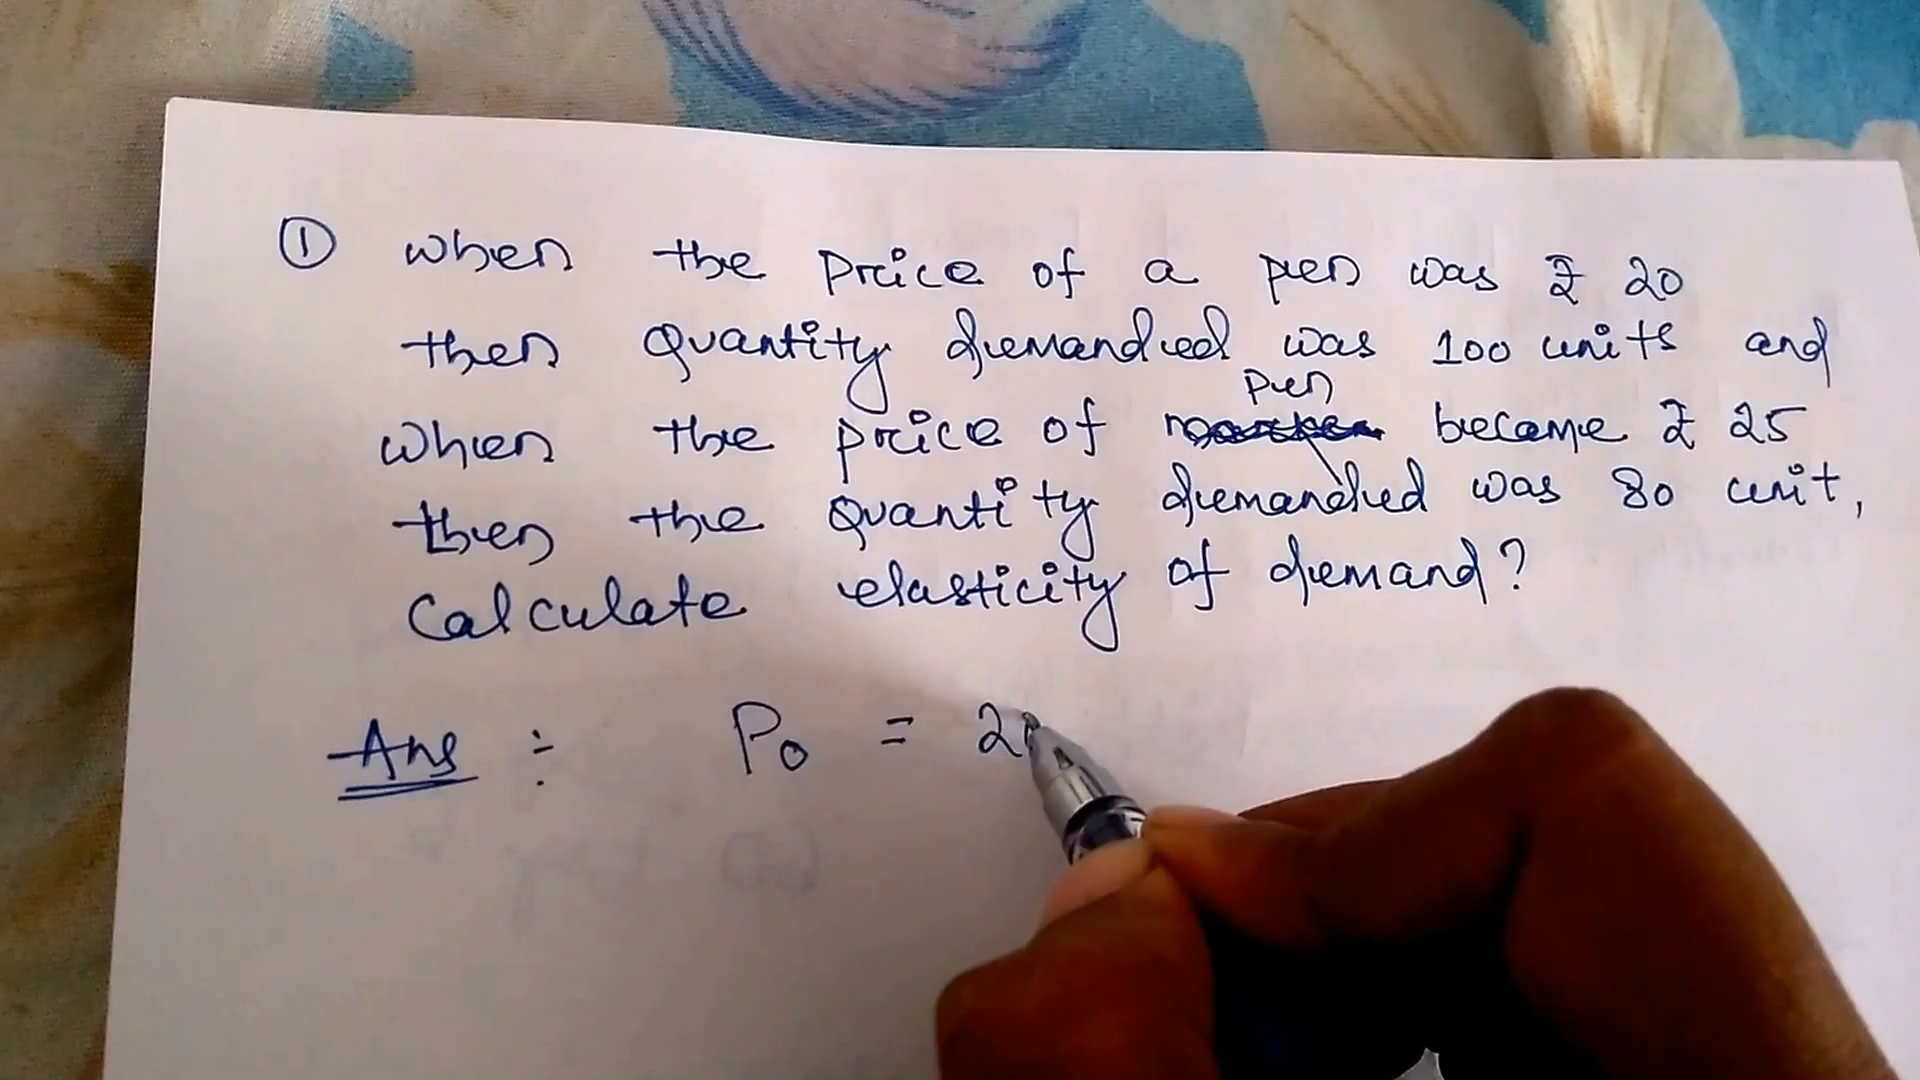 ① When the price of a pen was ₹ 20
then quantity demanded was 100 units and
pen
when the price of became ₹ 25
then the quantity demanded was 80 unit,
Calculate elasticity of demand?
Ans ÷ P₀ = 20